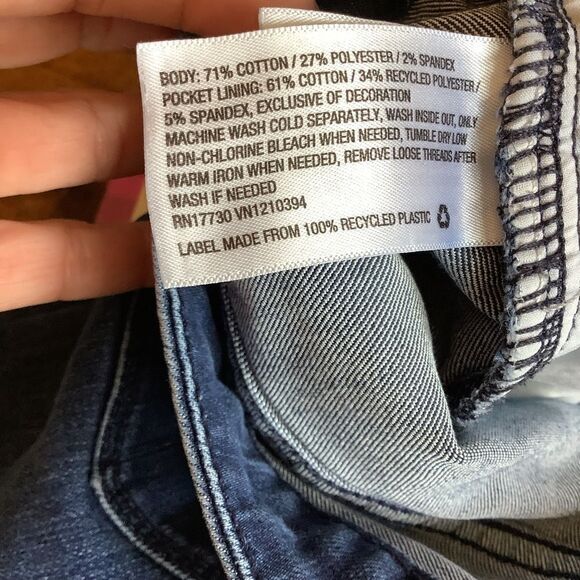 BODY: 71% COTTON / 27% POLYESTER / 2% SPANDEX
POCKET LINING: 61% COTTON / 34% RECYCLED POLYESTER /
5% SPANDEX, EXCLUSIVE OF DECORATION
MACHINE WASH COLD SEPARATELY, WASH INSIDE OUT, ONLY
NON-CHLORINE BLEACH WHEN NEEDED, TUMBLE DRY LOW
WARM IRON WHEN NEEDED, REMOVE LOOSE THREADS AFTER
WASH IF NEEDED
RN17730 VN1210394
LABEL MADE FROM 100% RECYCLED PLASTIC